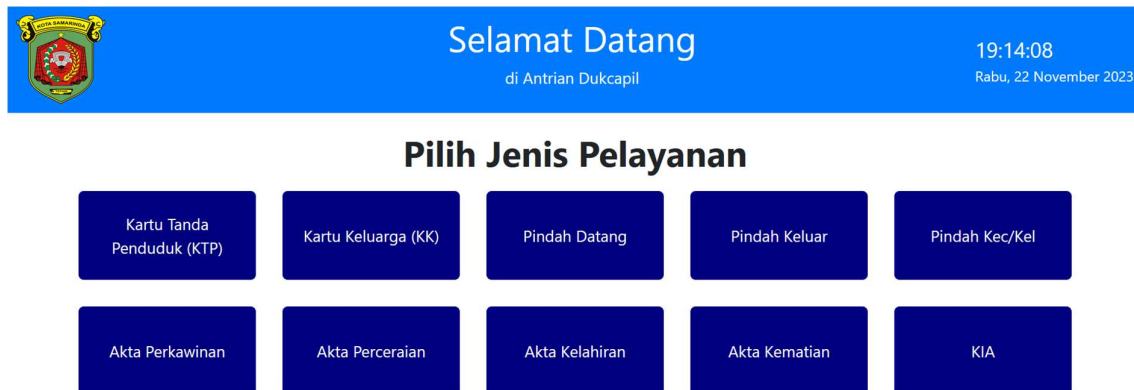 KOTA SAMARINDA
Selamat Datang
di Antrian Dukcapil
19:14:08
Rabu, 22 November 2023
Pilih Jenis Pelayanan
Kartu Tanda
Penduduk (KTP)
Kartu Keluarga (KK)
Pindah Datang
Pindah Keluar
Pindah Kec/Kel
Akta Perkawinan
Akta Perceraian
Akta Kelahiran
Akta Kematian
KIA